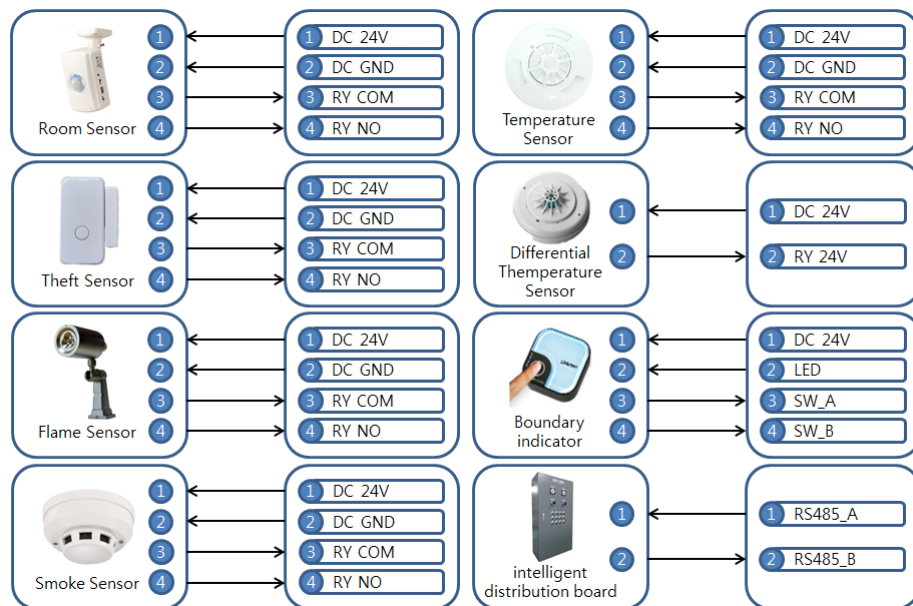 1
2
3
4
Room Sensor
1 DC 24V
2 DC GND
3 RY COM
4 RY NO
1
2
3
4
Temperature
Sensor
1 DC 24V
2 DC GND
3 RY COM
4 RY NO
1
2
3
4
Theft Sensor
1 DC 24V
2 DC GND
3 RY COM
4 RY NO
1
2
Differential
Themperature
Sensor
1 DC 24V
2 RY 24V
1
2
3
4
Flame Sensor
1 DC 24V
2 DC GND
3 RY COM
4 RY NO
1
2
3
4
Boundary
indicator
1 DC 24V
2 LED
3 SW_A
4 SW_B
1
2
3
4
Smoke Sensor
1 DC 24V
2 DC GND
3 RY COM
4 RY NO
1
2
intelligent
distribution board
1 RS485_A
2 RS485_B